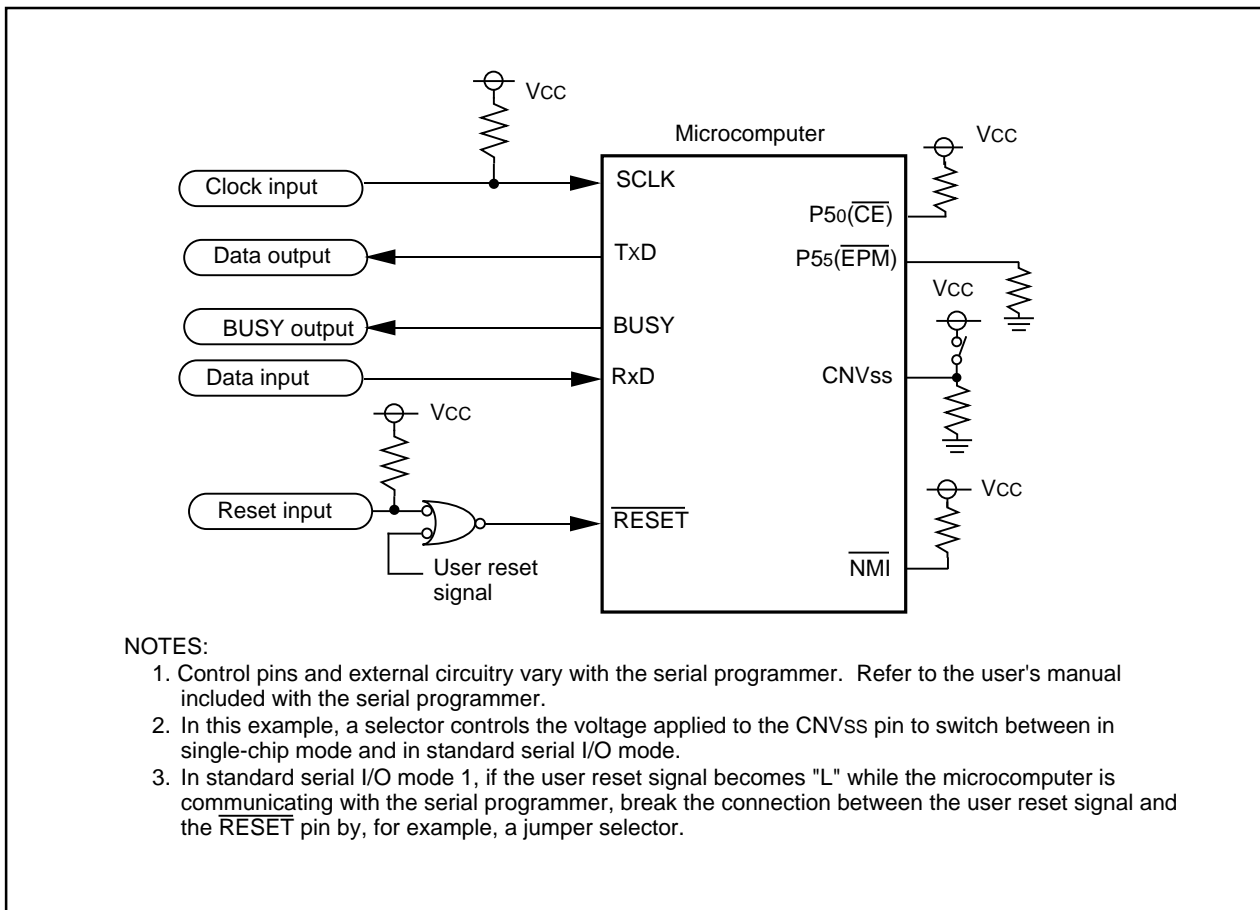 VCC
Microcomputer
VCC
Clock input
SCLK
P50(CE)
Data output
TxD
P55(EPM)
VCC
BUSY output
BUSY
Data input
RxD
CNVss
VCC
VCC
Reset input
RESET
User reset
signal
NMI
NOTES:
1. Control pins and external circuitry vary with the serial programmer. Refer to the user's manual
included with the serial programmer.
2. In this example, a selector controls the voltage applied to the CNVSS pin to switch between in
single-chip mode and in standard serial I/O mode.
3. In standard serial I/O mode 1, if the user reset signal becomes "L" while the microcomputer is
communicating with the serial programmer, break the connection between the user reset signal and
the RESET pin by, for example, a jumper selector.